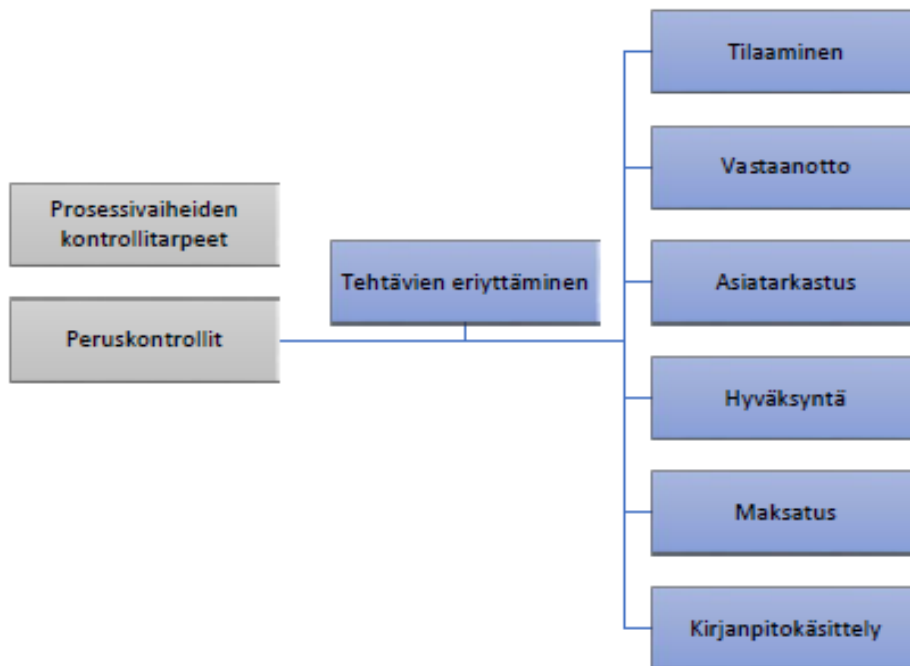 Prosessivaiheiden
kontrollitarpeet
Peruskontrollit
Tehtävien eriyttäminen
Tilaaminen
Vastaanotto
Asiatarkastus
Hyväksyntä
Maksatus
Kirjanpitokäsittely